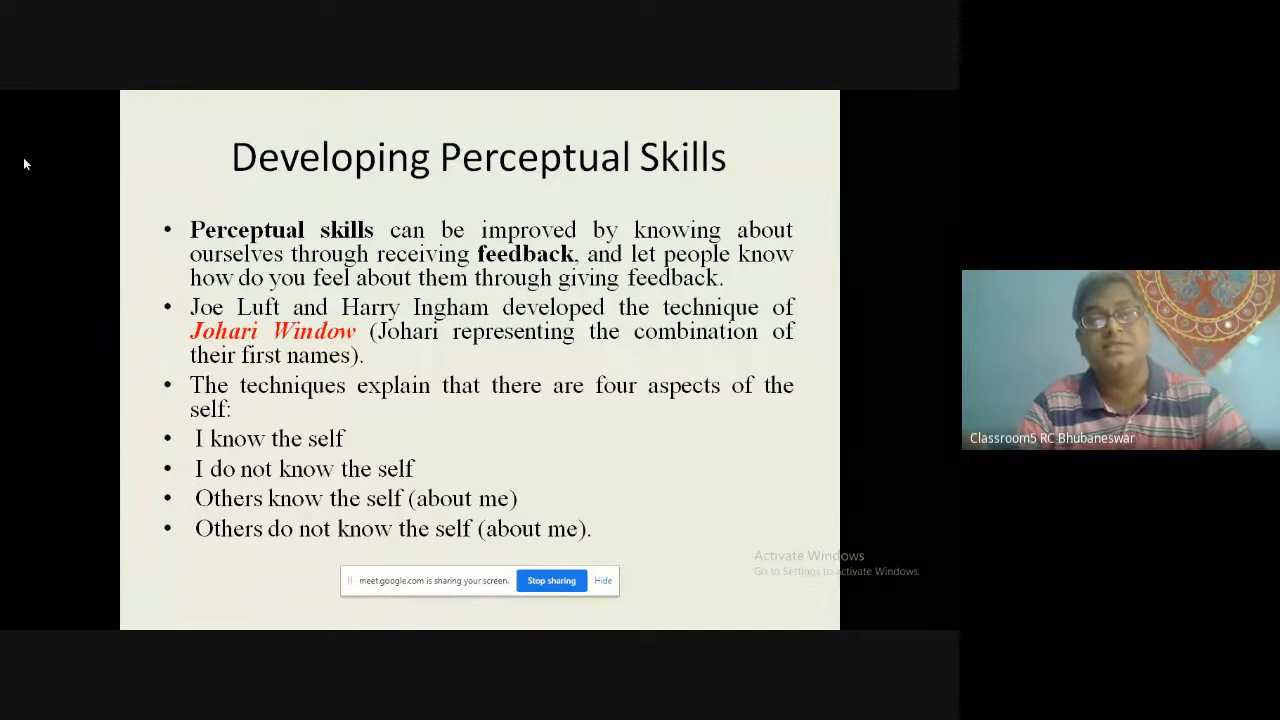 Developing Perceptual Skills
• Perceptual skills can be improved by knowing about
ourselves through receiving feedback, and let people know
how do you feel about them through giving feedback.
• Joe Luft and Harry Ingham developed the technique of
Johari Window (Johari representing the combination of
their first names).
• The techniques explain that there are four aspects of the
self:
• I know the self
• I do not know the self
• Others know the self (about me)
• Others do not know the self (about me).
meet.google.com is sharing your screen. Stop sharing Hide
Activate Windows
Go to Settings to activate Windows.
Classroom5 RC Bhubaneswar